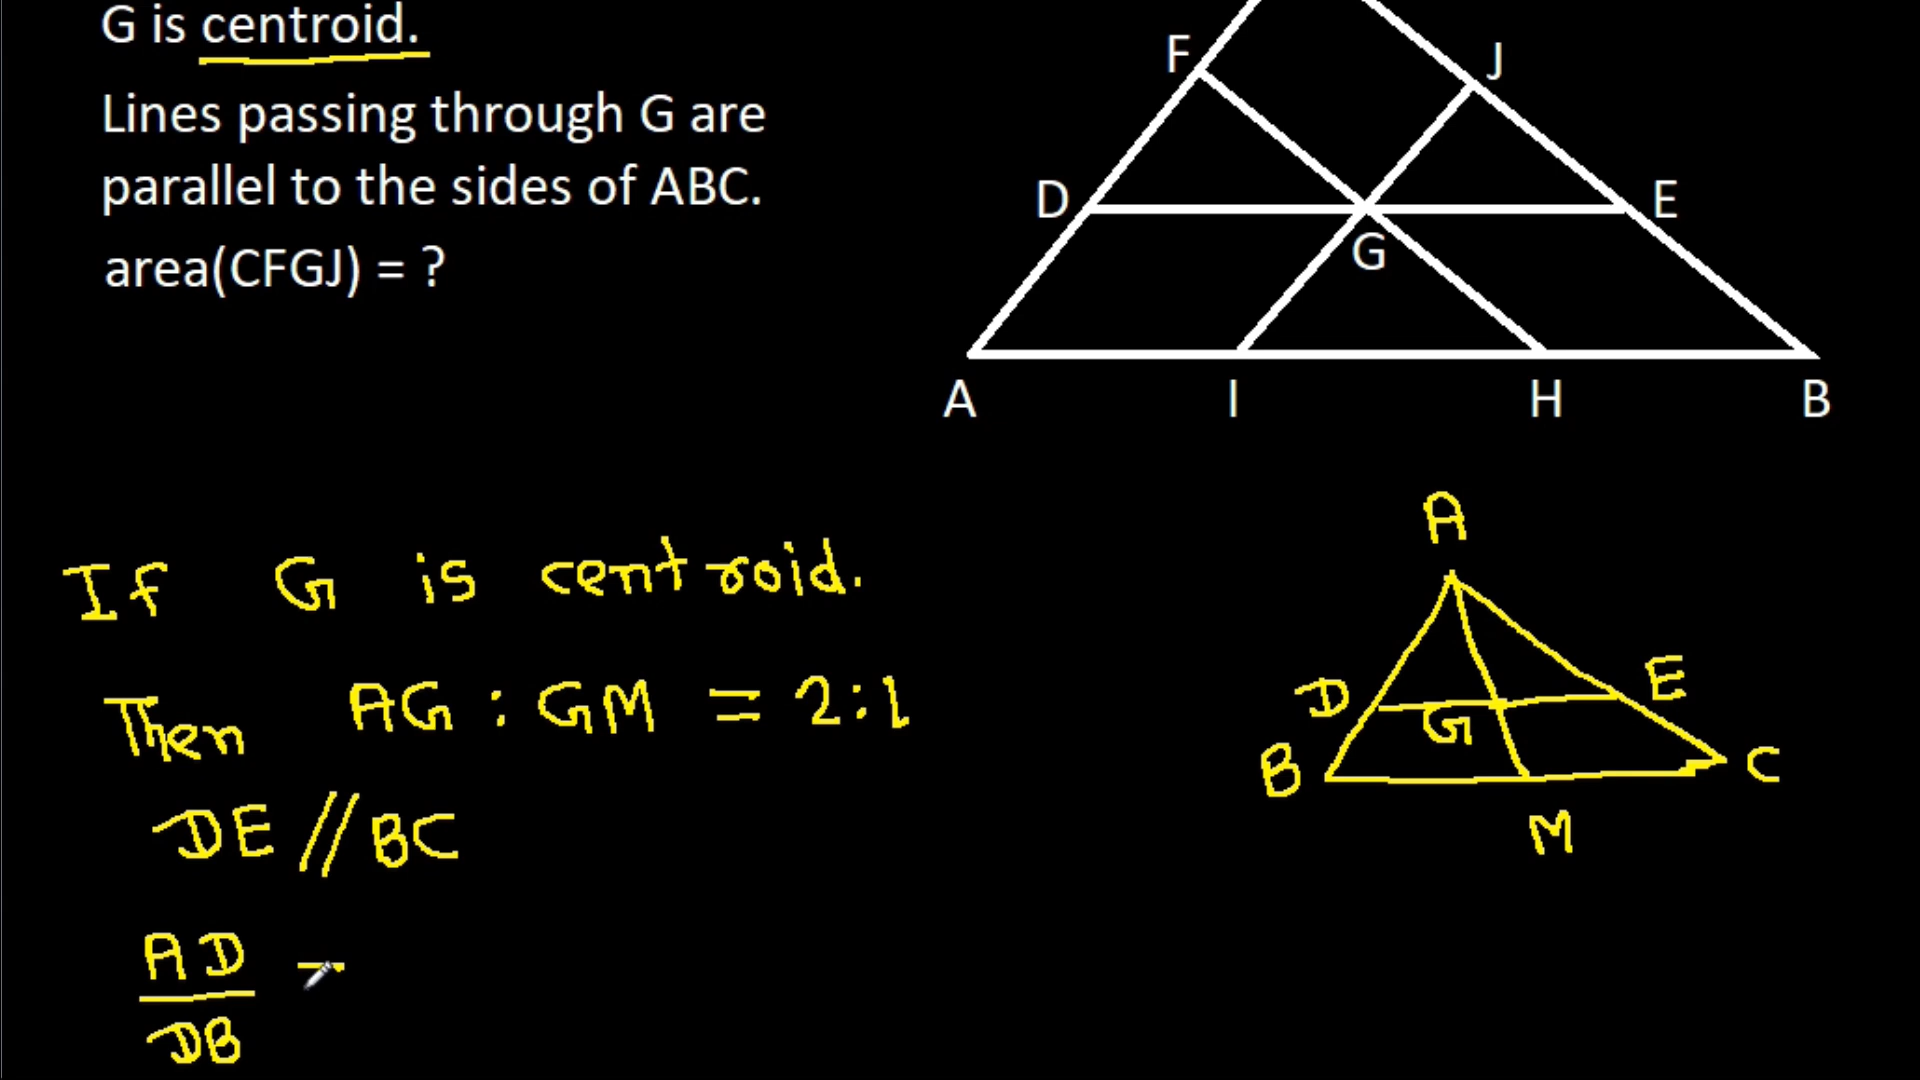 G is centroid.
Lines passing through G are
parallel to the sides of ABC.
area(CFGJ) = ?
F
J
D
E
G
A
I
H
B
A
If G is centroid.
D
E
Then AG : GM = 2:1
G
B
C
M
DE // BC
AD
DB